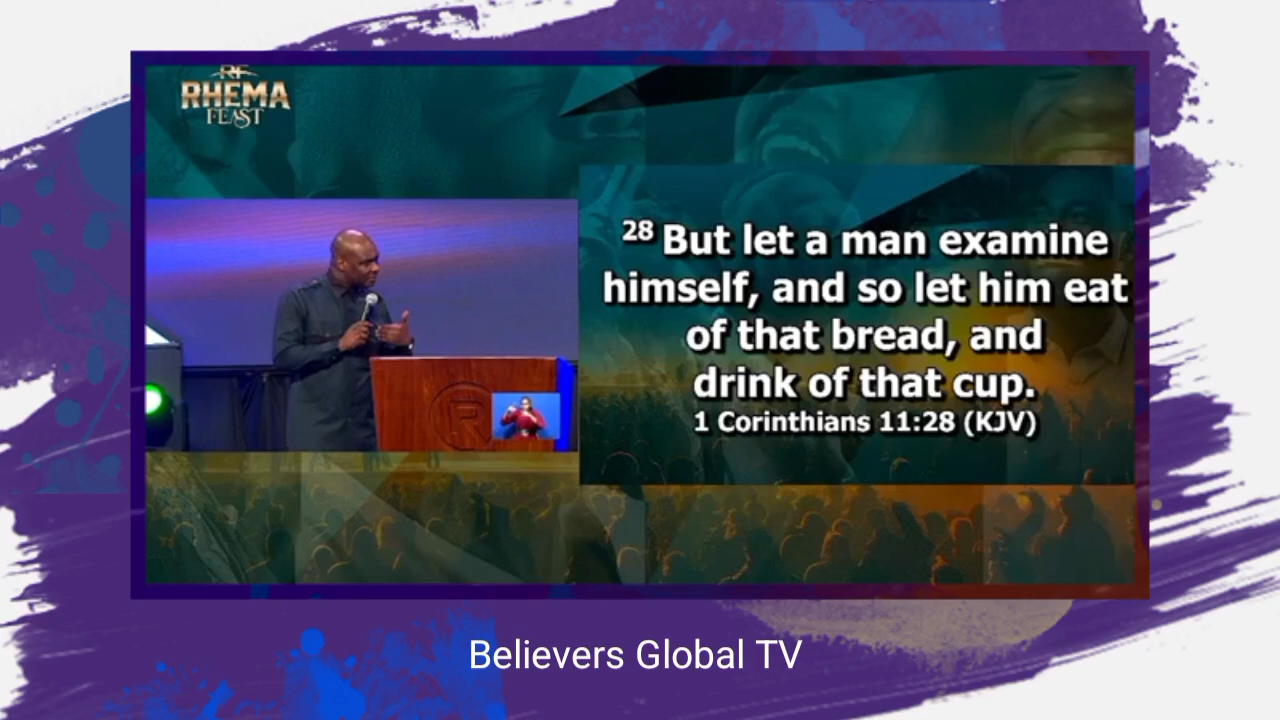 RF
RHEMA
FEAST
28 But let a man examine
himself, and so let him eat
of that bread, and
drink of that cup.
1 Corinthians 11:28 (KJV)
R
Believers Global TV